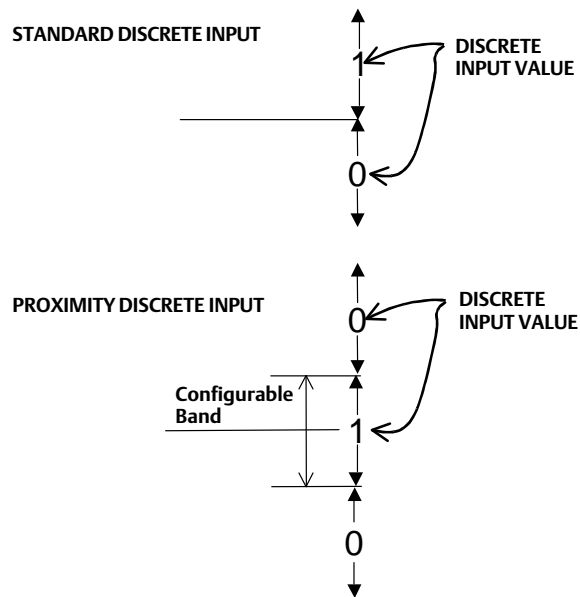 STANDARD DISCRETE INPUT
1
DISCRETE
INPUT VALUE
0
PROXIMITY DISCRETE INPUT
0
DISCRETE
INPUT VALUE
Configurable
Band
1
0